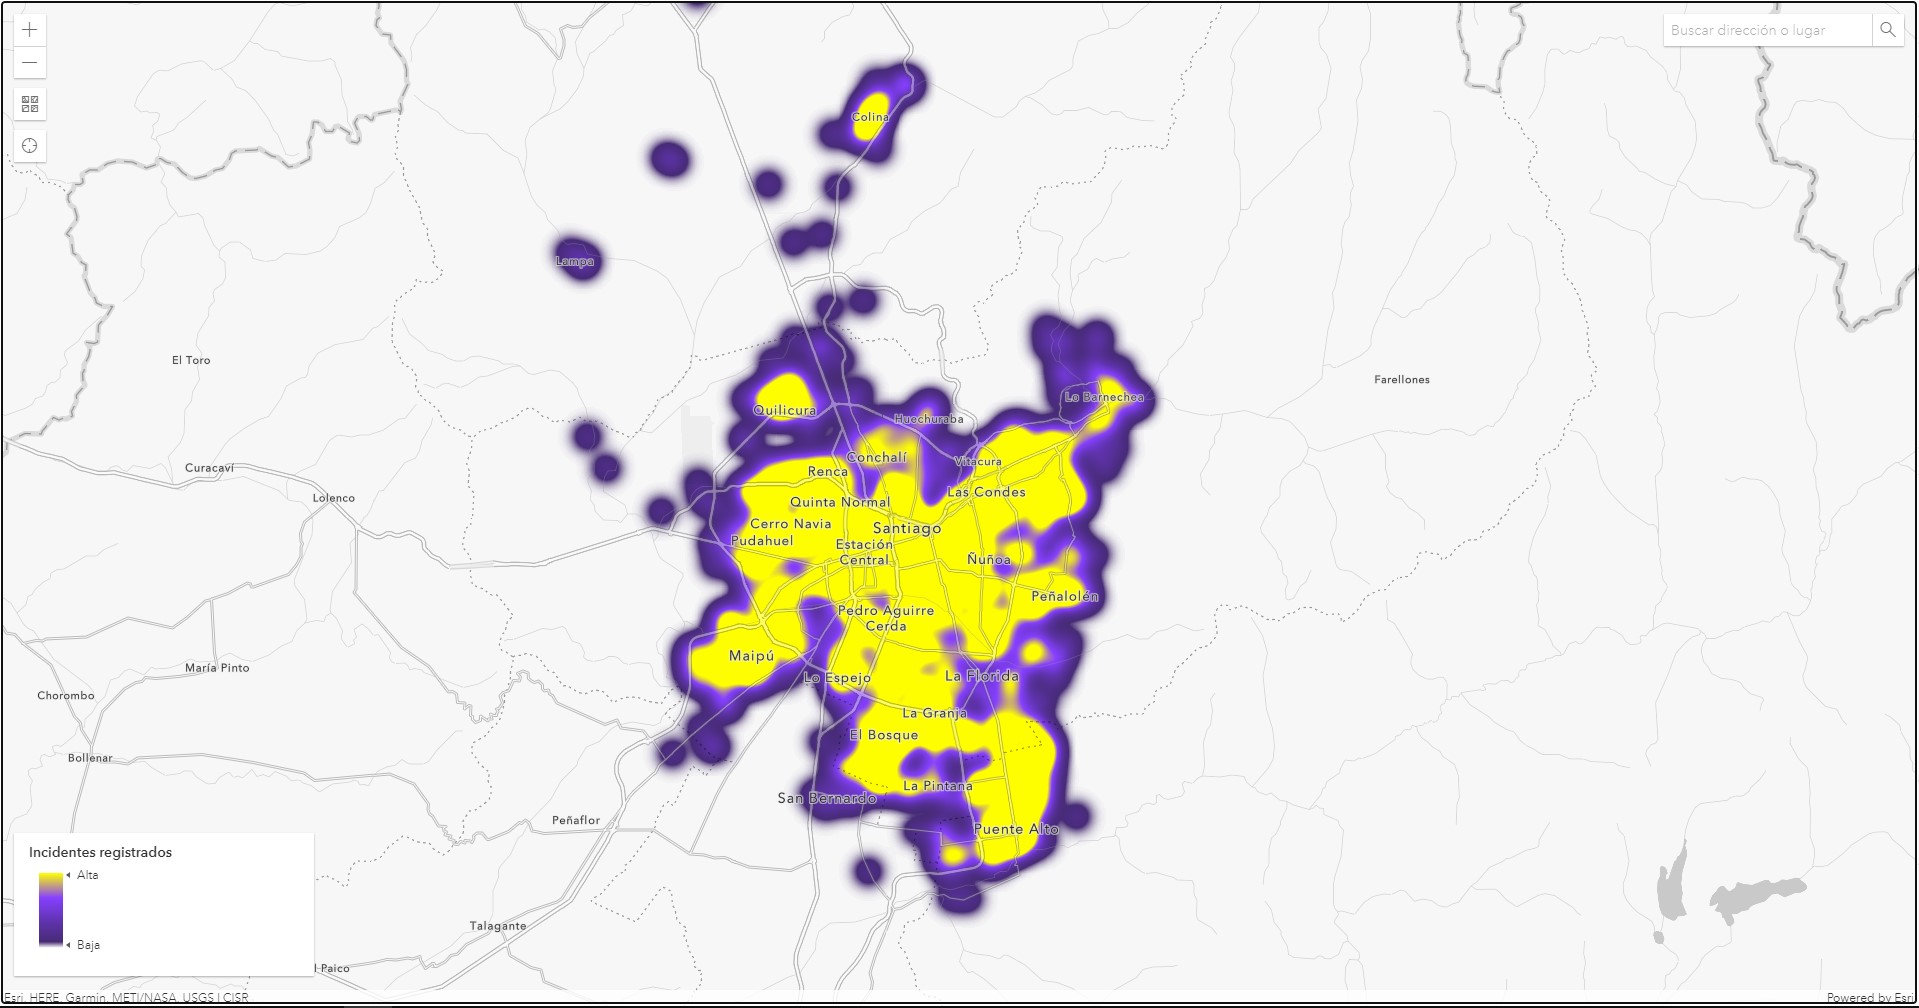 Buscar dirección o lugar
Colina
Lampa
El Toro
Farellones
Lo Barnechea
Quilicura
Huechuraba
Conchalí
Vitacura
Renca
Curacaví
Las Condes
Lolenco
Quinta Normal
Cerro Navia
Santiago
Pudahuel
Estación
Central
Ñuñoa
Peñalolén
Pedro Aguirre
Cerda
Maipú
María Pinto
Lo Espejo
La Florida
Chorombo
La Granja
El Bosque
Bollenar
La Pintana
San Bernardo
Peñaflor
Puente Alto
Incidentes registrados
Alta
Baja
Talagante
l Paico
Esri, HERE, Garmin, METI/NASA, USGS | CISR
Powered by Esri